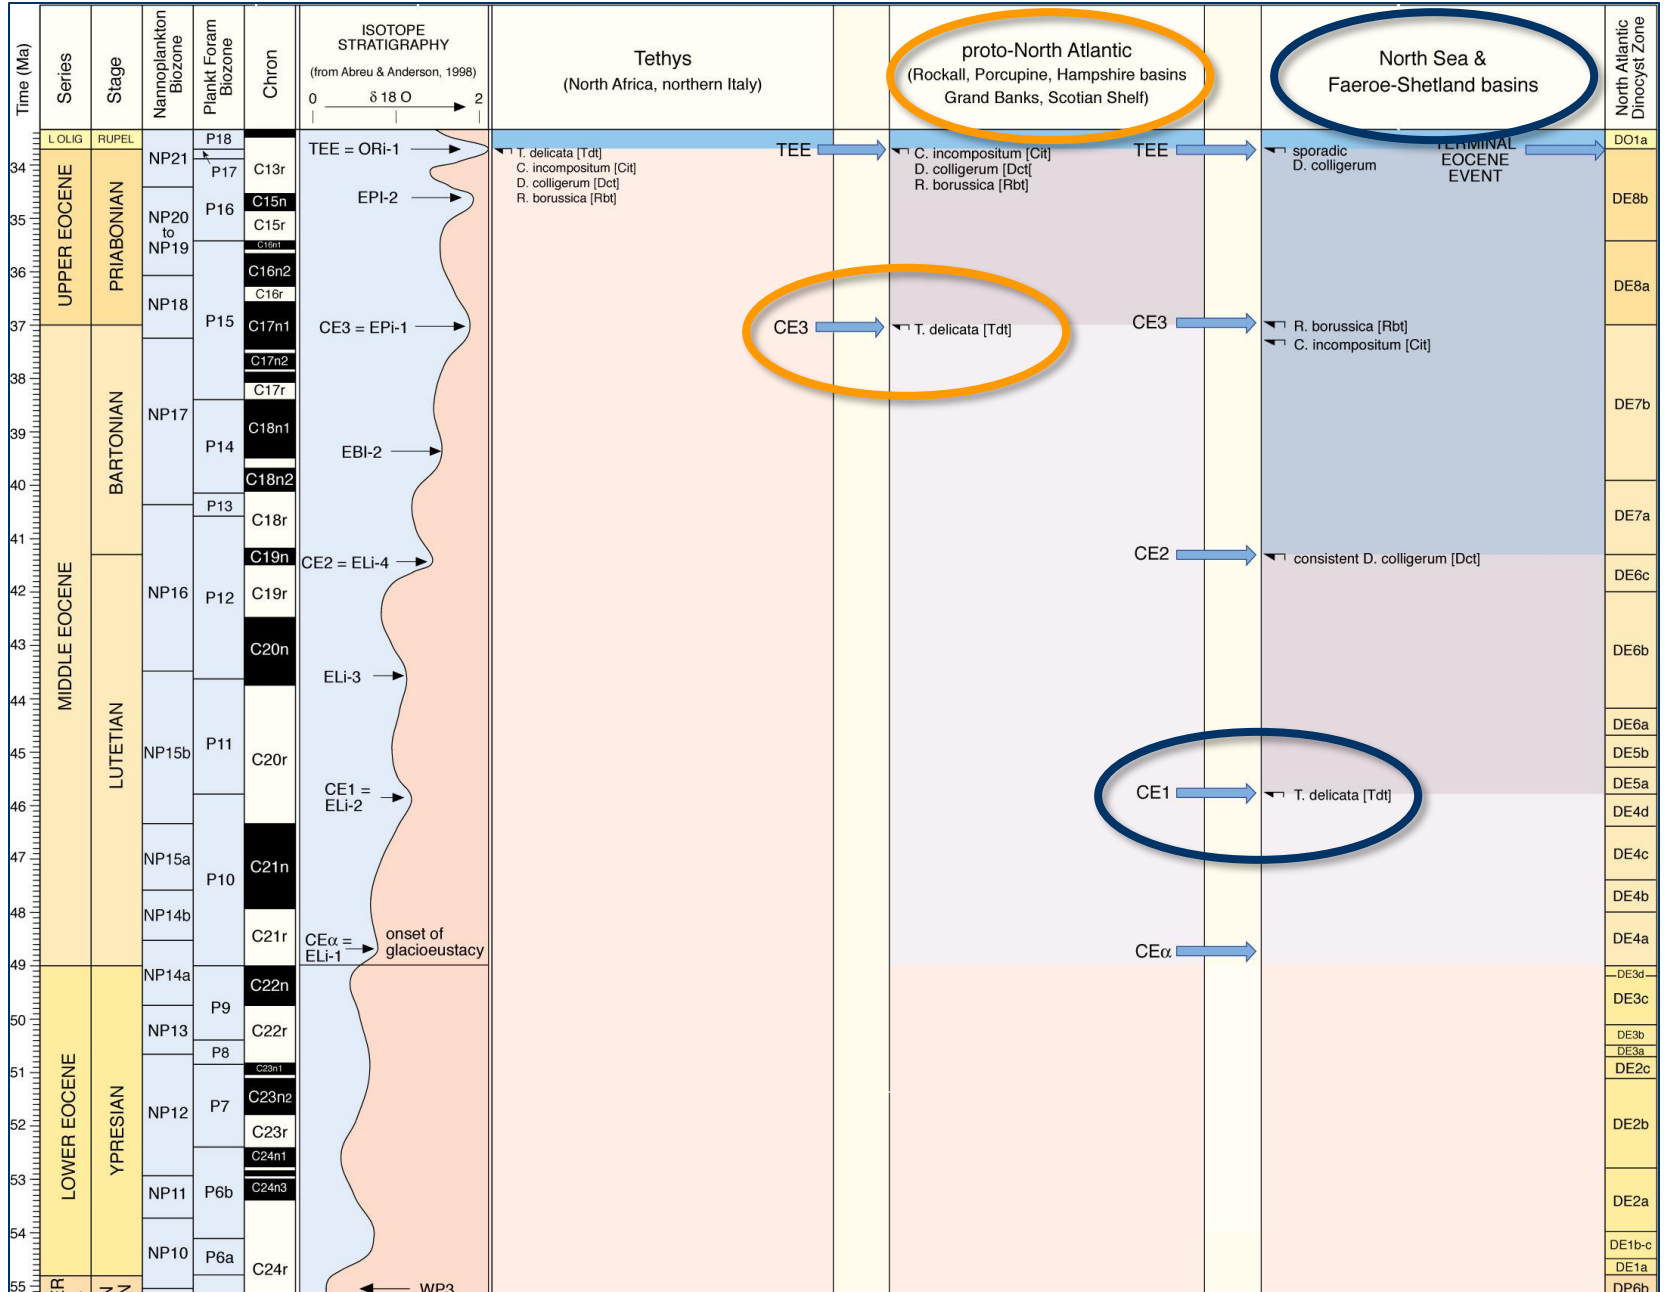 Time (Ma)
Series
Stage
Nannoplankton
Biozone
Plankt Foram
Biozone
Chron
ISOTOPE
STRATIGRAPHY
(from Abreu & Anderson, 1998)
0 δ 18 O 2
Tethys
(North Africa, northern Italy)
proto-North Atlantic
(Rockall, Porcupine, Hampshire basins
Grand Banks, Scotian Shelf)
North Sea &
Faeroe-Shetland basins
North Atlantic
Dinocyst Zone
34
35
36
37
38
39
40
41
42
43
44
45
46
47
48
49
50
51
52
53
54
55
L OLIG
UPPER EOCENE
MIDDLE EOCENE
LOWER EOCENE
RUPEL
PRIABONIAN
BARTONIAN
LUTETIAN
YPRESIAN
NP21
NP20
to
NP19
NP18
NP17
NP16
NP15b
NP15a
NP14b
NP14a
NP13
NP12
NP11
NP10
P18
P17
P16
P15
P14
P13
P12
P11
P10
P9
P8
P7
P6b
P6a
C13r
C15n
C15r
C16n1
C16n2
C16r
C17n1
C17n2
C17r
C18n1
C18n2
C18r
C19n
C19r
C20n
C20r
C21n
C21r
C22n
C22r
C23n1
C23n2
C23r
C24n1
C24n3
C24r
TEE = ORi-1
EPI-2
CE3 = EPi-1
EBI-2
CE2 = ELi-4
ELi-3
CE1 =
ELi-2
CEα =
ELi-1
onset of
glacioeustacy
WP3
T. delicata [Tdt]
C. incompositum [Cit]
D. colligerum [Dct]
R. borussica [Rbt]
TEE
CE3
C. incompositum [Cit]
D. colligerum [Dct[
R. borussica [Rbt]
T. delicata [Tdt]
TEE
CE3
CE2
CE1
CEα
sporadic
D. colligerum
TERMINAL
EOCENE
EVENT
R. borussica [Rbt]
C. incompositum [Cit]
consistent D. colligerum [Dct]
T. delicata [Tdt]
DO1a
DE8b
DE8a
DE7b
DE7a
DE6c
DE6b
DE6a
DE5b
DE5a
DE4d
DE4c
DE4b
DE4a
DE3d
DE3c
DE3b
DE3a
DE2c
DE2b
DE2a
DE1b-c
DE1a
DP6b